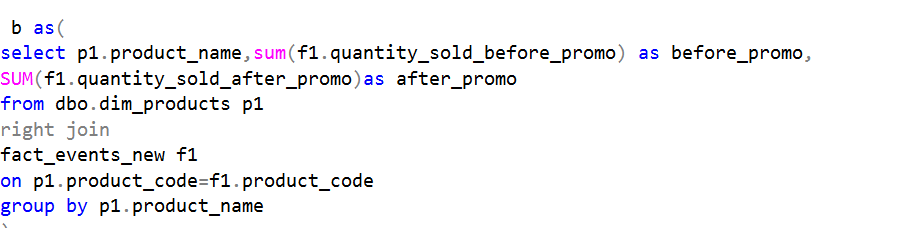 b as(
select p1.product_name,sum(f1.quantity_sold_before_promo) as before_promo,
SUM(f1.quantity_sold_after_promo)as after_promo
from dbo.dim_products p1
right join
fact_events_new f1
on p1.product_code=f1.product_code
group by p1.product_name